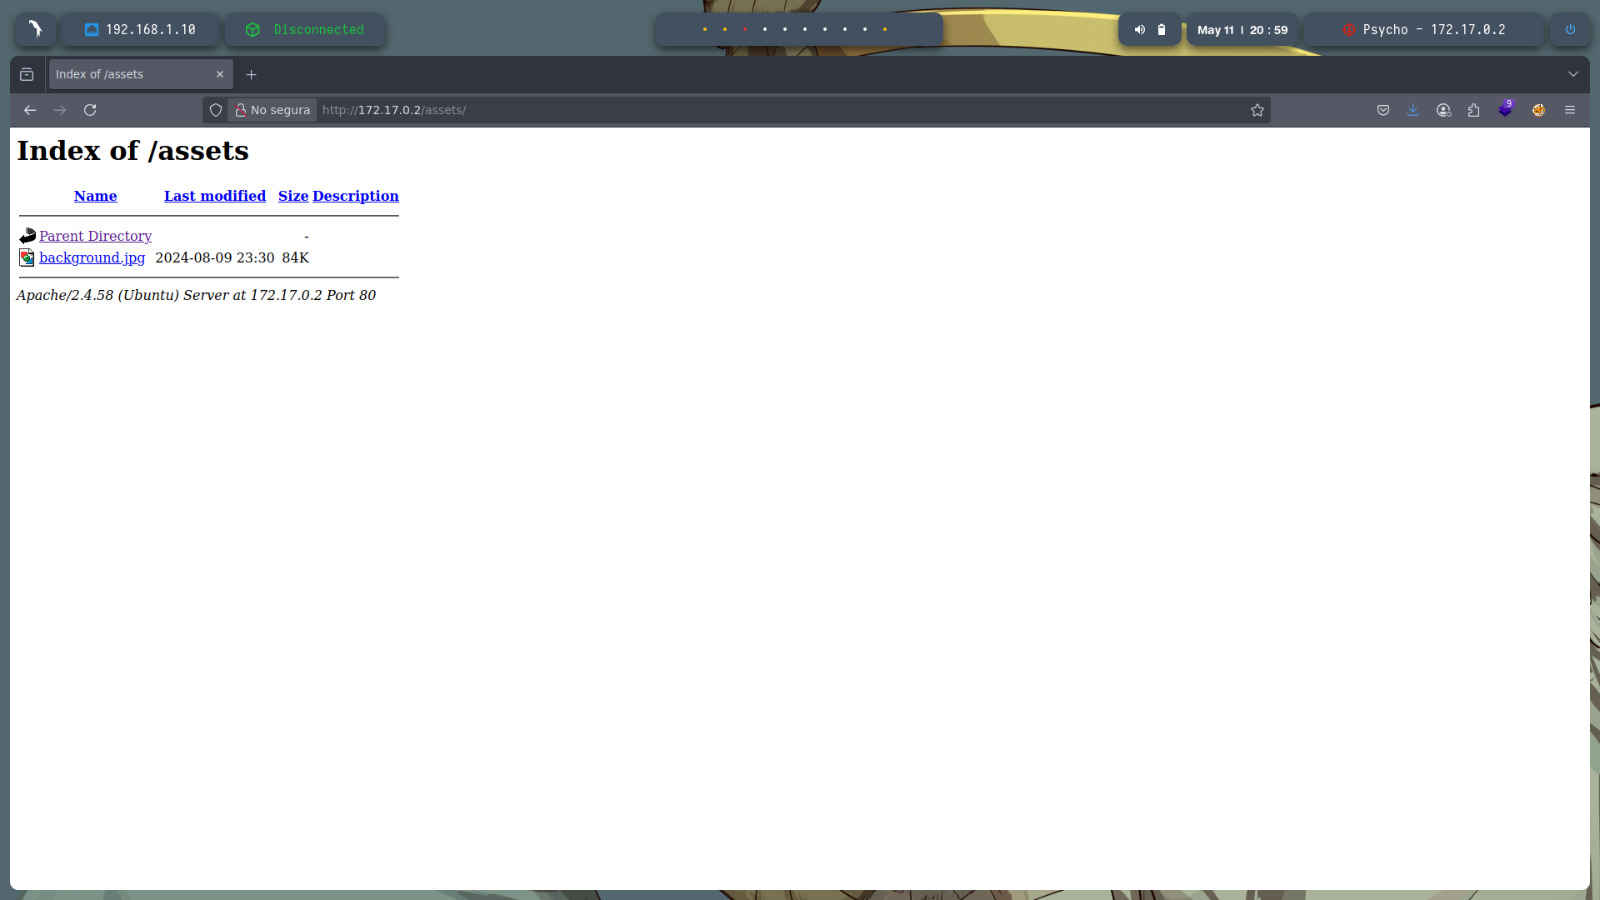 192.168.1.10 Disconnected May 11 | 20 : 59 Psycho - 172.17.0.2
Index of /assets
No segura http://172.17.0.2/assets/ 9
Index of /assets
Name Last modified Size Description
Parent Directory -
background.jpg 2024-08-09 23:30 84K
Apache/2.4.58 (Ubuntu) Server at 172.17.0.2 Port 80